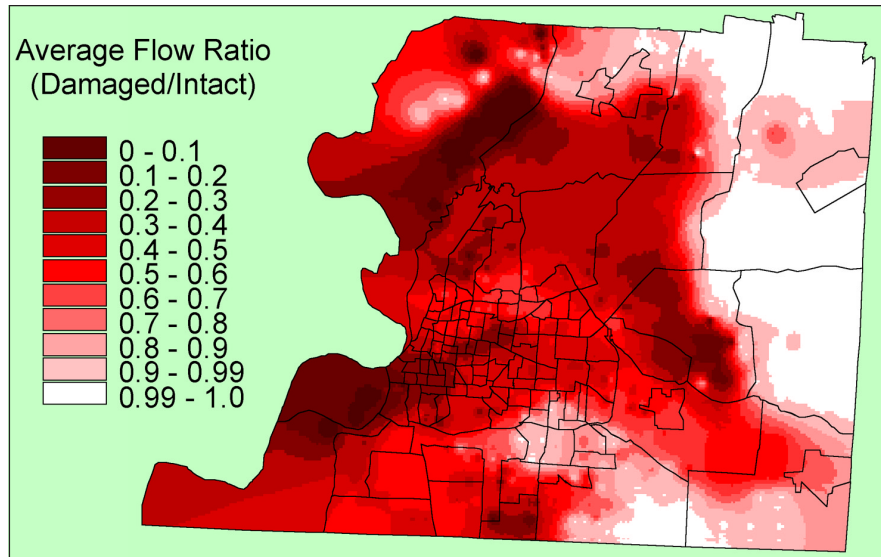 Average Flow Ratio
(Damaged/Intact)
0 - 0.1
0.1 - 0.2
0.2 - 0.3
0.3 - 0.4
0.4 - 0.5
0.5 - 0.6
0.6 - 0.7
0.7 - 0.8
0.8 - 0.9
0.9 - 0.99
0.99 - 1.0